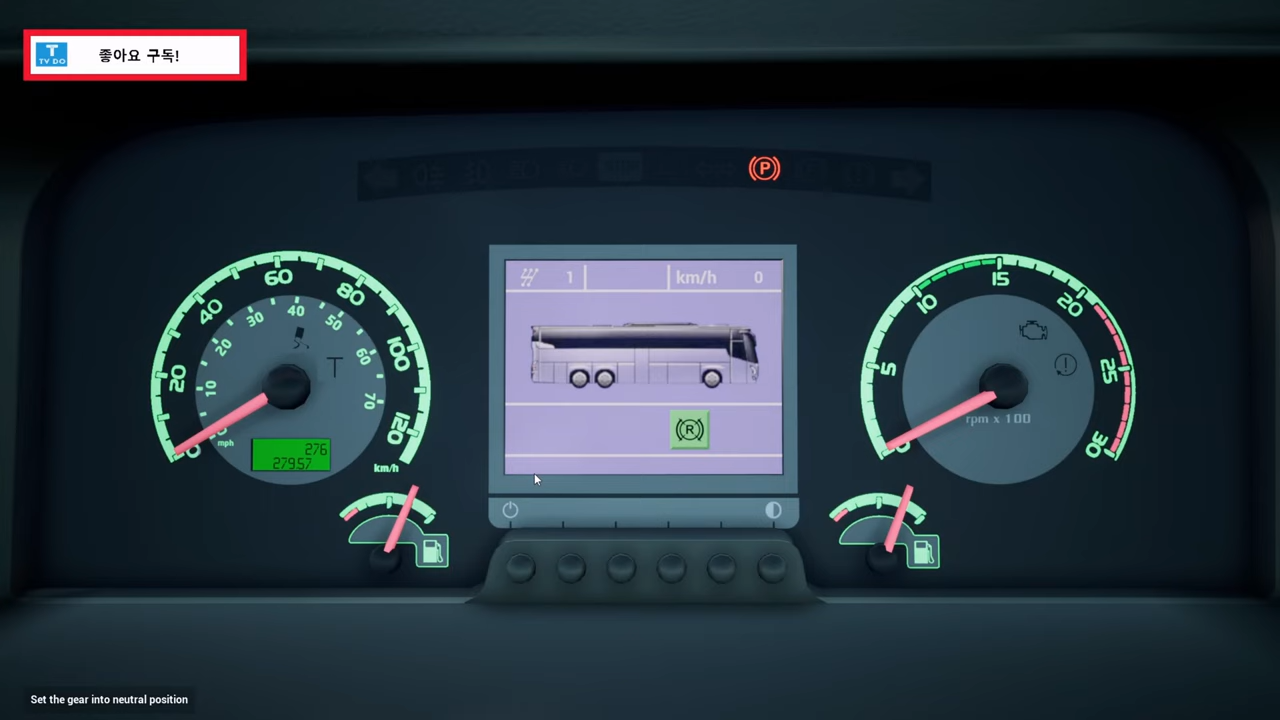 T
TV DO
좋아요 구독!
P
1
km/h
0
R
0
20
40
60
80
100
120
km/h
10
20
30
40
50
60
70
mph
T
276
279.57
0
5
10
15
20
25
30
rpm x 100
Set the gear into neutral position